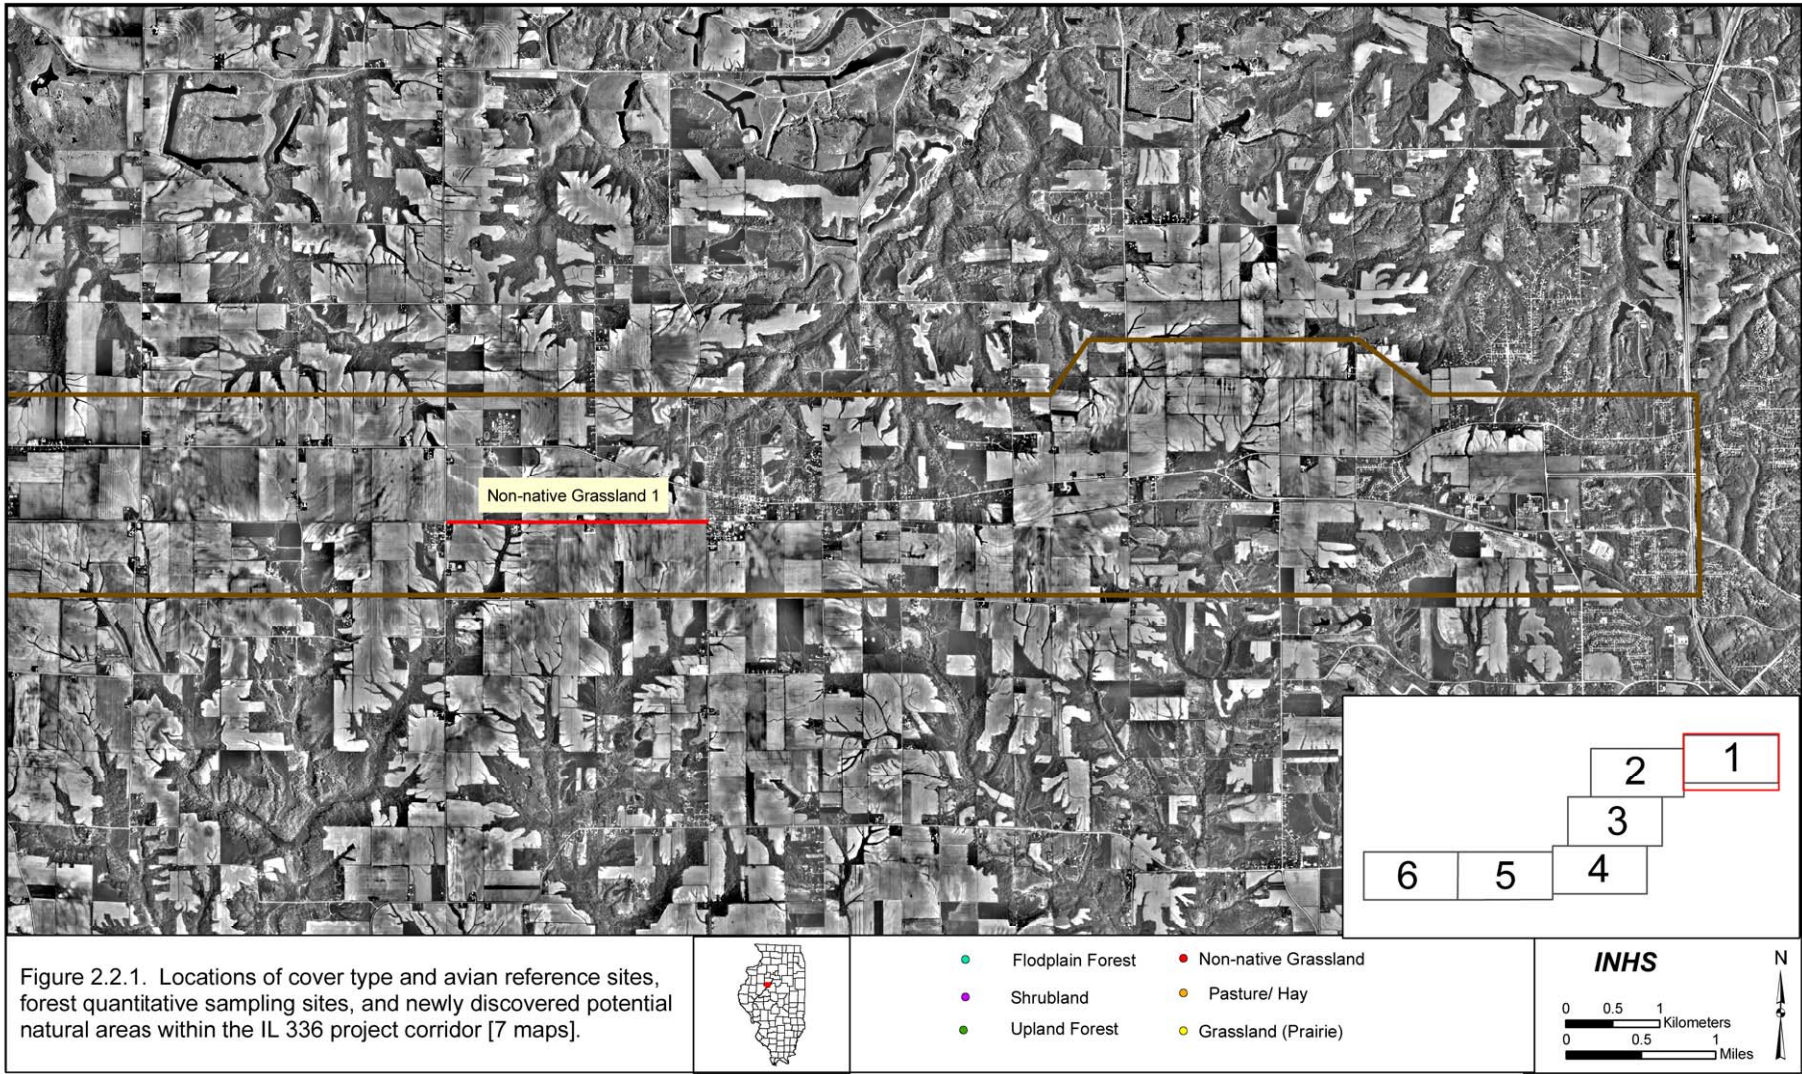 Non-native Grassland 1
1
2
3
4
5
6
Figure 2.2.1. Locations of cover type and avian reference sites,
forest quantitative sampling sites, and newly discovered potential
natural areas within the IL 336 project corridor [7 maps].
Flodplain Forest
Shrubland
Upland Forest
Non-native Grassland
Pasture/ Hay
Grassland (Prairie)
INHS
N
0 0.5 1
Kilometers
0 0.5 1
Miles